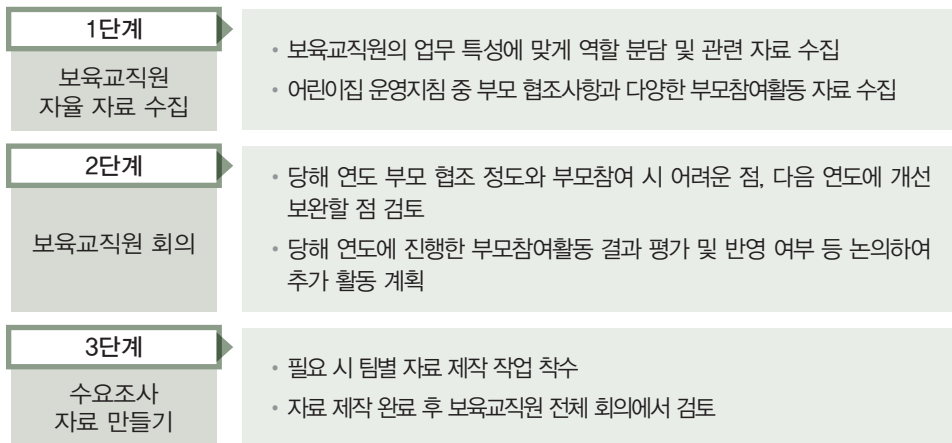 1단계
보육교직원
자율 자료 수집
• 보육교직원의 업무 특성에 맞게 역할 분담 및 관련 자료 수집
• 어린이집 운영지침 중 부모 협조사항과 다양한 부모참여활동 자료 수집
2단계
보육교직원 회의
• 당해 연도 부모 협조 정도와 부모참여 시 어려운 점, 다음 연도에 개선
보완할 점 검토
• 당해 연도에 진행한 부모참여활동 결과 평가 및 반영 여부 등 논의하여
추가 활동 계획
3단계
수요조사
자료 만들기
• 필요 시 팀별 자료 제작 작업 착수
• 자료 제작 완료 후 보육교직원 전체 회의에서 검토